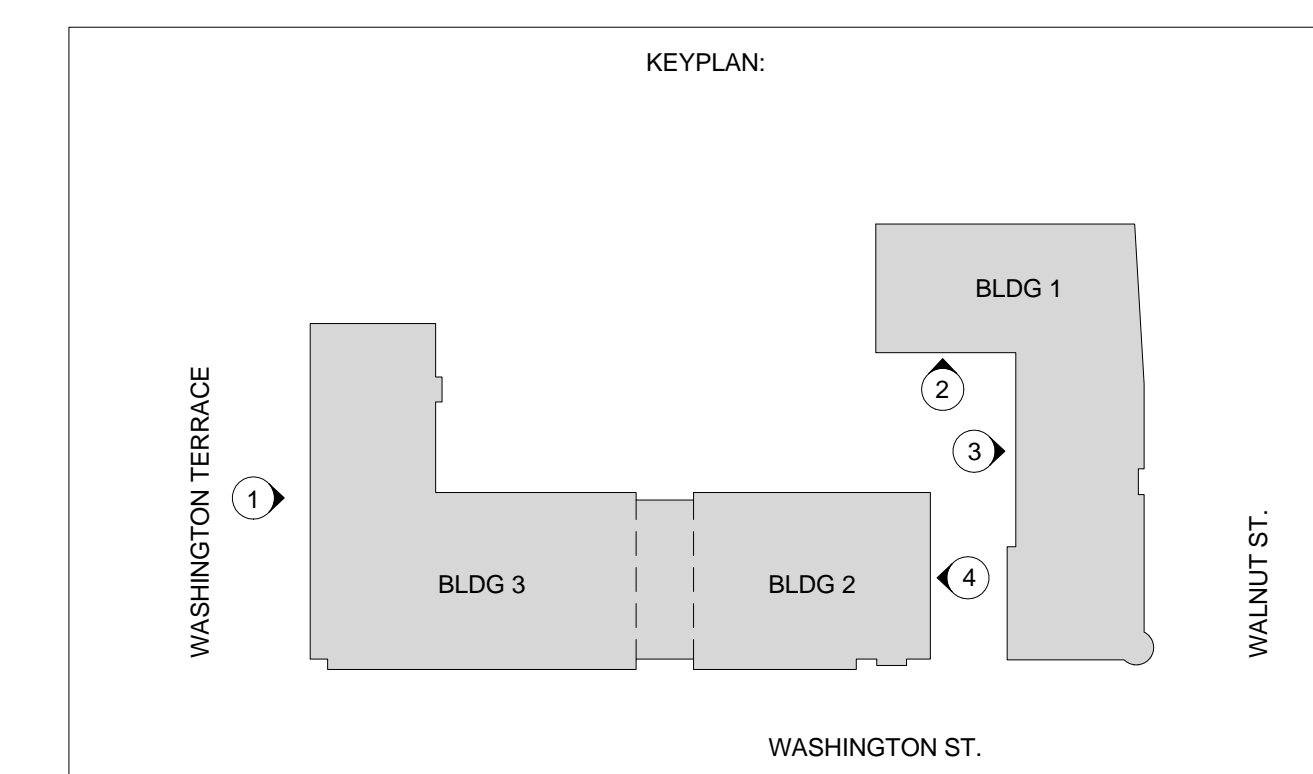 KEYPLAN:
BLDG 1
WASHINGTON TERRACE
2
3
1
WALNUT ST.
BLDG 3
BLDG 2
4
WASHINGTON ST.